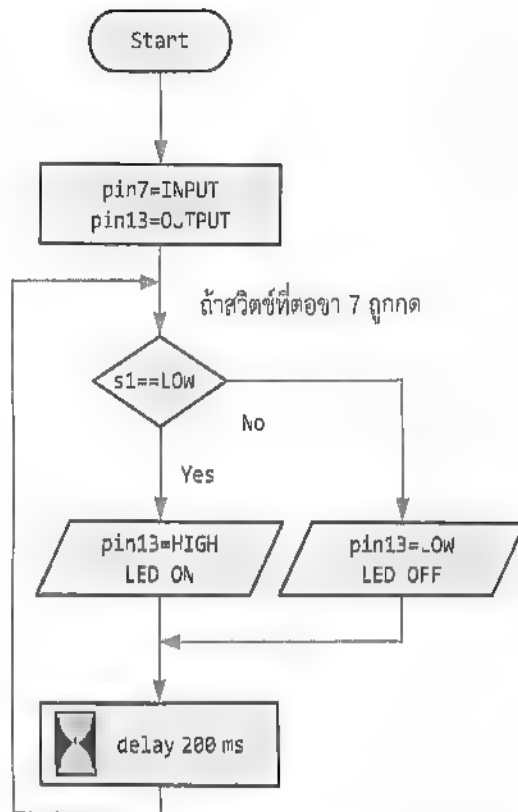 Start
pin7=INPUT
pin13=OUTPUT
ถ้าสวิตช์ที่ต่อขา 7 ถูกกด
s1==LOW
No
Yes
pin13=HIGH
LED ON
pin13=LOW
LED OFF
delay 200 ms